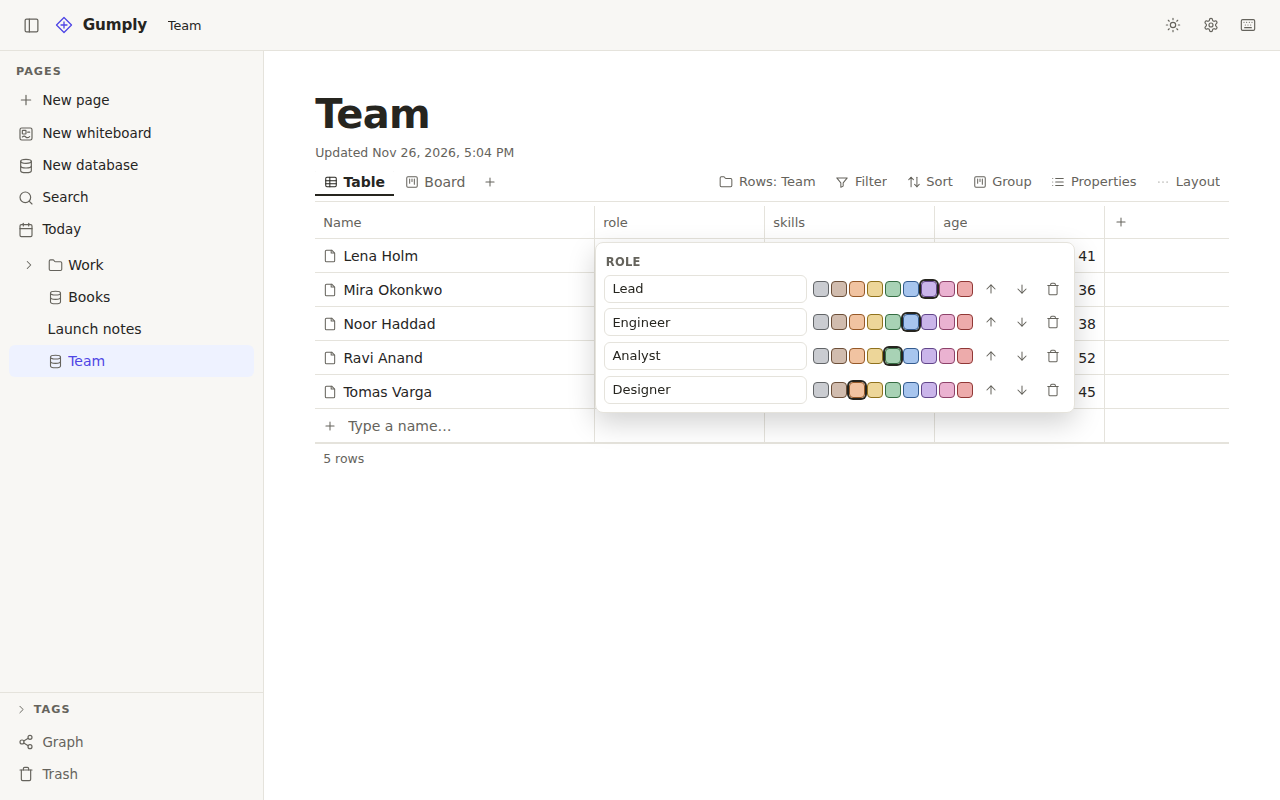 Gumply Team
PAGES
New page
New whiteboard
New database
Search
Today
Work
Books
Launch notes
Team
TAGS
Graph
Trash
Team
Updated Nov 26, 2026, 5:04 PM
Table Board Rows: Team Filter Sort Group Properties Layout
Name role skills age
Lena Holm 41
Mira Okonkwo 36
Noor Haddad 38
Ravi Anand 52
Tomas Varga 45
Type a name…
5 rows
ROLE
Lead
Engineer
Analyst
Designer